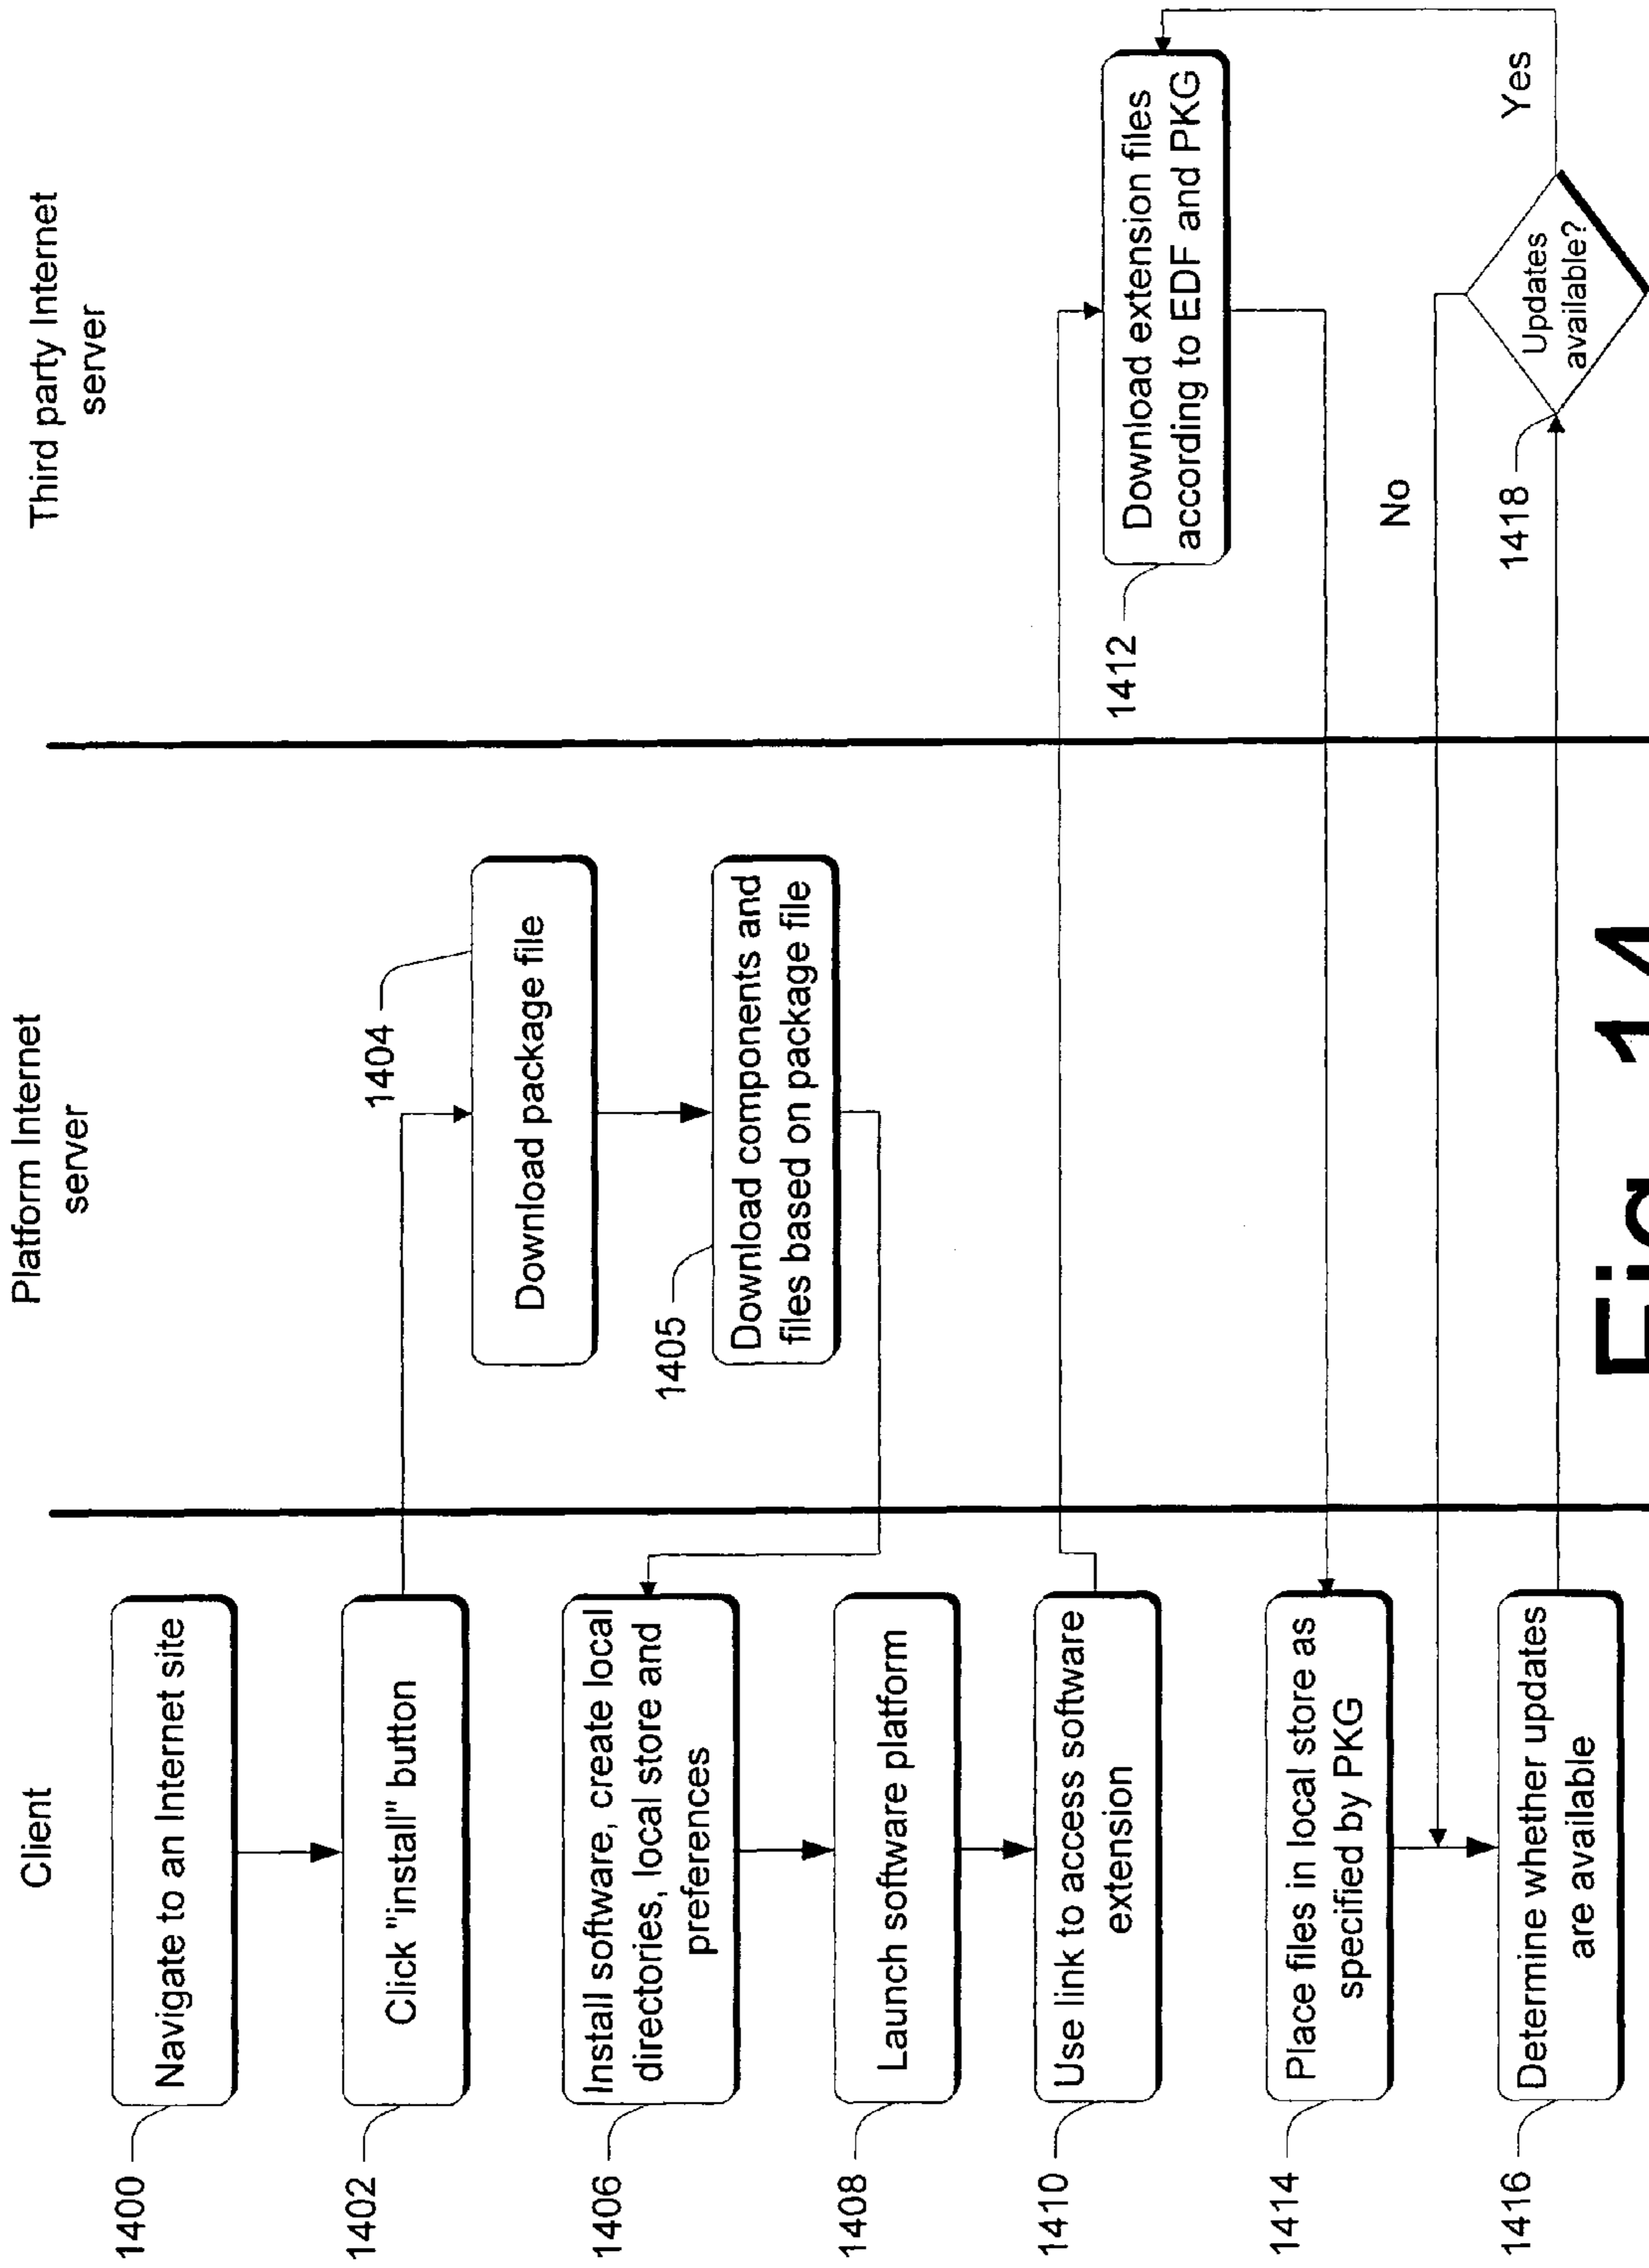 Client
Platform Internet
server
Third party Internet
server
1400
Navigate to an Internet site
1402
Click "install" button
1404
Download package file
1405
Download components and
files based on package file
1406
Install software, create local
directories, local store and
preferences
1408
Launch software platform
1410
Use link to access software
extension
1412
Download extension files
according to EDF and PKG
1414
Place files in local store as
specified by PKG
No
1416
Determine whether updates
are available
1418
Updates
available?
Yes
Fig. 14